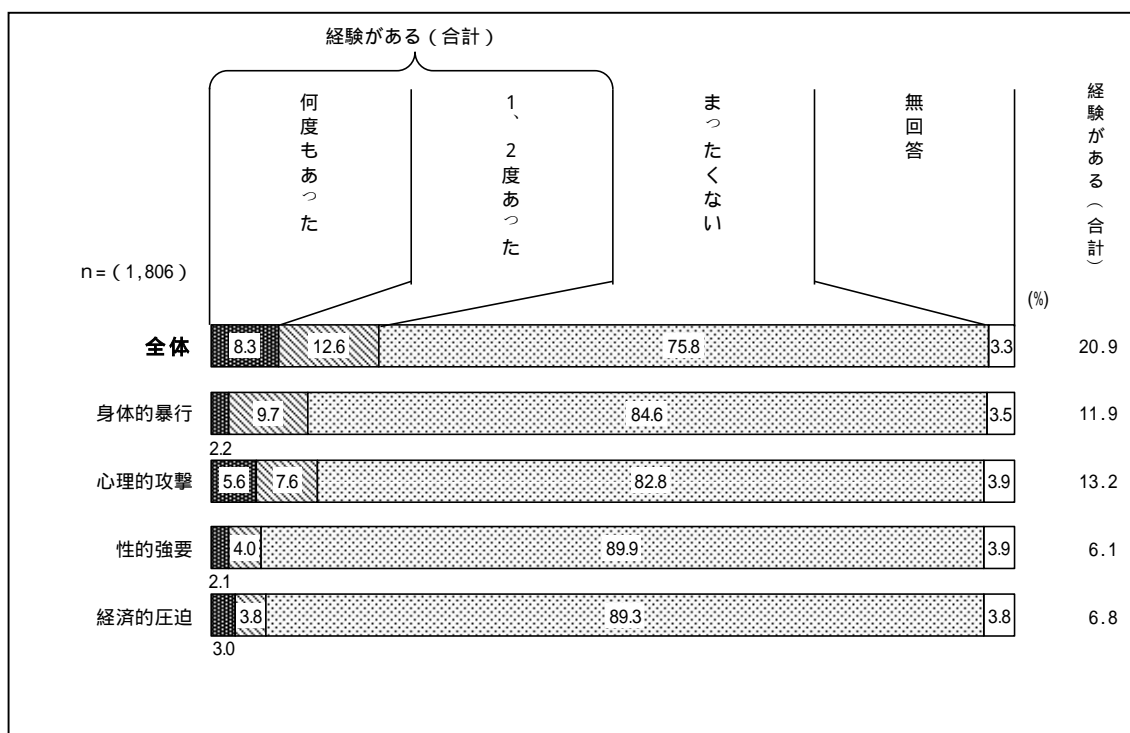 経験がある（合計）
何度もあった
1、2度あった
まったくない
無回答
経験がある（合計）
n=(1,806)
(%)
全体 8.3 12.6 75.8 3.3 20.9
身体的暴行 9.7 84.6 3.5 11.9
2.2
心理的攻撃 5.6 7.6 82.8 3.9 13.2
性的強要 4.0 89.9 3.9 6.1
2.1
経済的圧迫 3.8 89.3 3.8 6.8
3.0